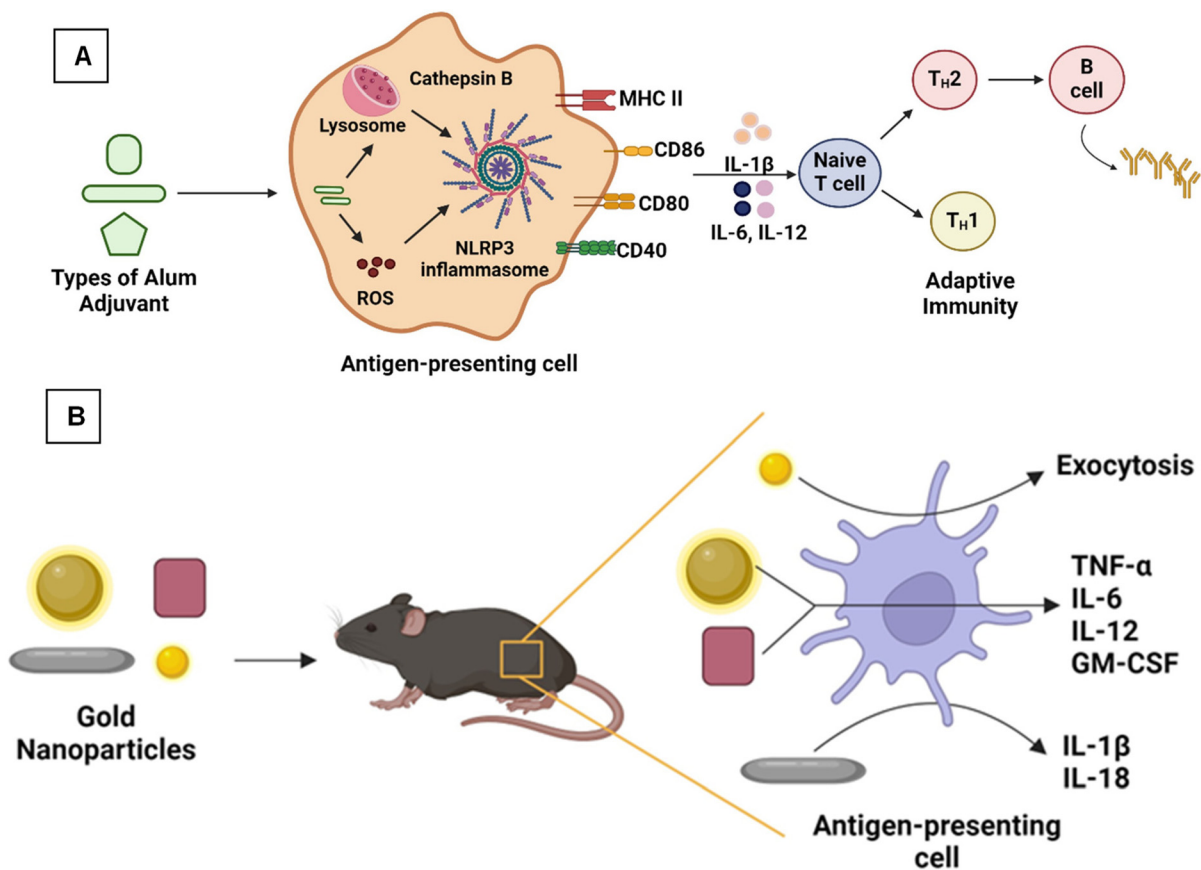 A
Cathepsin B
Lysosome
NLRP3
inflammasome
ROS
MHC II
CD86
CD80
CD40
Types of Alum
Adjuvant
Antigen-presenting cell
IL-1β
IL-6, IL-12
Naive
T cell
TH2
B
cell
TH1
Adaptive
Immunity
B
Gold
Nanoparticles
Exocytosis
TNF-α
IL-6
IL-12
GM-CSF
IL-1β
IL-18
Antigen-presenting
cell